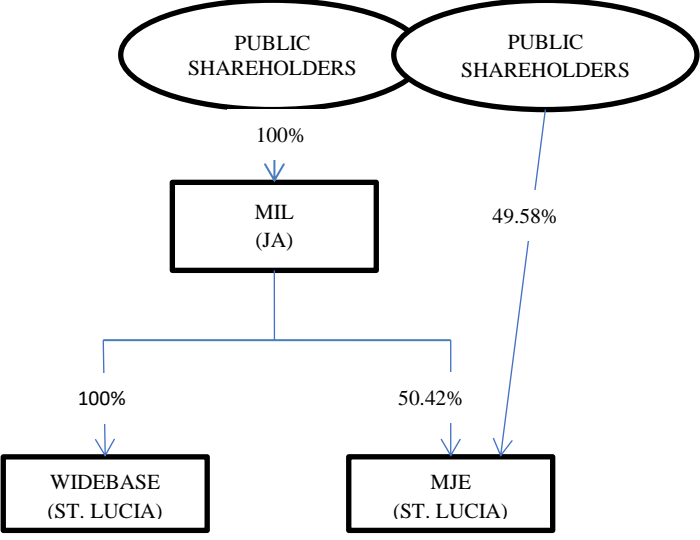 PUBLIC
SHAREHOLDERS
PUBLIC
SHAREHOLDERS
100%
MIL
(JA)
49.58%
100%
50.42%
WIDEBASE
(ST. LUCIA)
MJE
(ST. LUCIA)